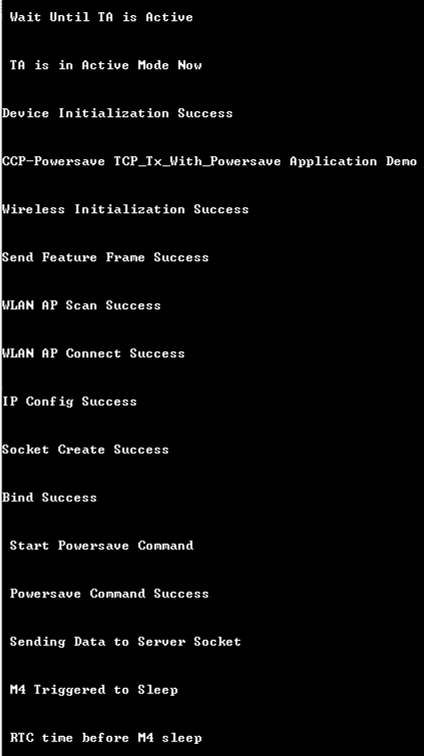 Wait Until TA is Active
TA is in Active Mode Now
Device Initialization Success
CCP-Powersave TCP_Tx_With_Powersave Application Demo
Wireless Initialization Success
Send Feature Frame Success
WLAN AP Scan Success
WLAN AP Connect Success
IP Config Success
Socket Create Success
Bind Success
Start Powersave Command
Powersave Command Success
Sending Data to Server Socket
M4 Triggered to Sleep
RTC time before M4 sleep